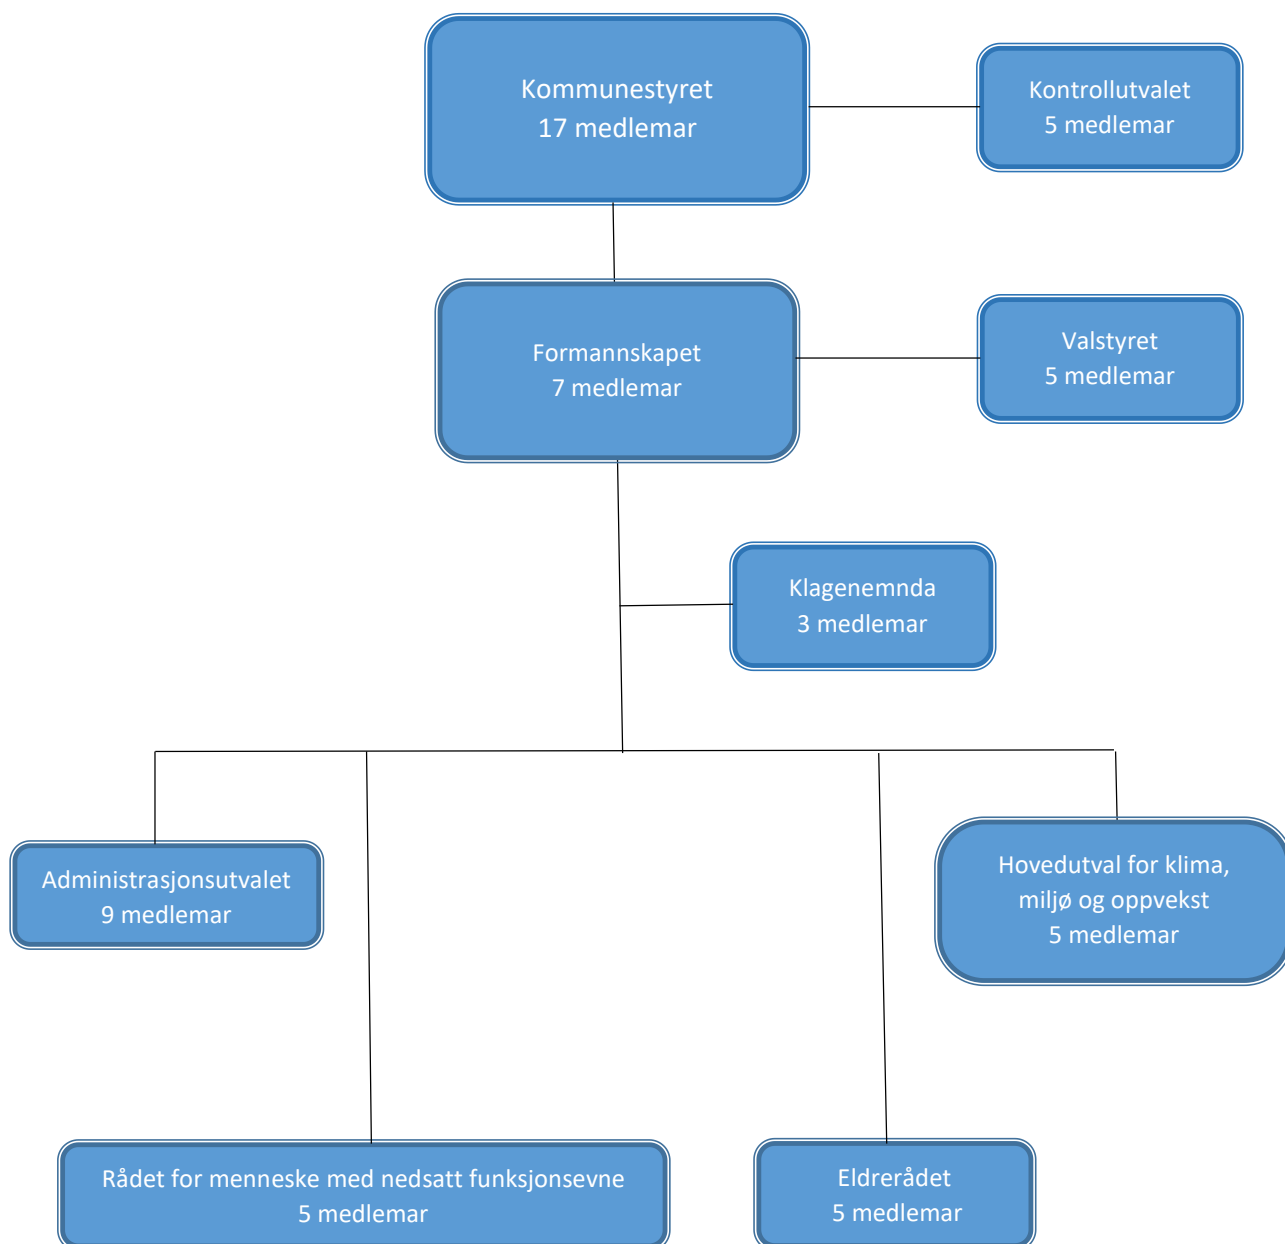 Kommunestyret
17 medlemar
Kontrollutvalet
5 medlemar
Formannskapet
7 medlemar
Valstyret
5 medlemar
Klagenemnda
3 medlemar
Administrasjonsutvalet
9 medlemar
Hovedutval for klima,
miljø og oppvekst
5 medlemar
Rådet for menneske med nedsatt funksjonsevne
5 medlemar
Eldrerådet
5 medlemar